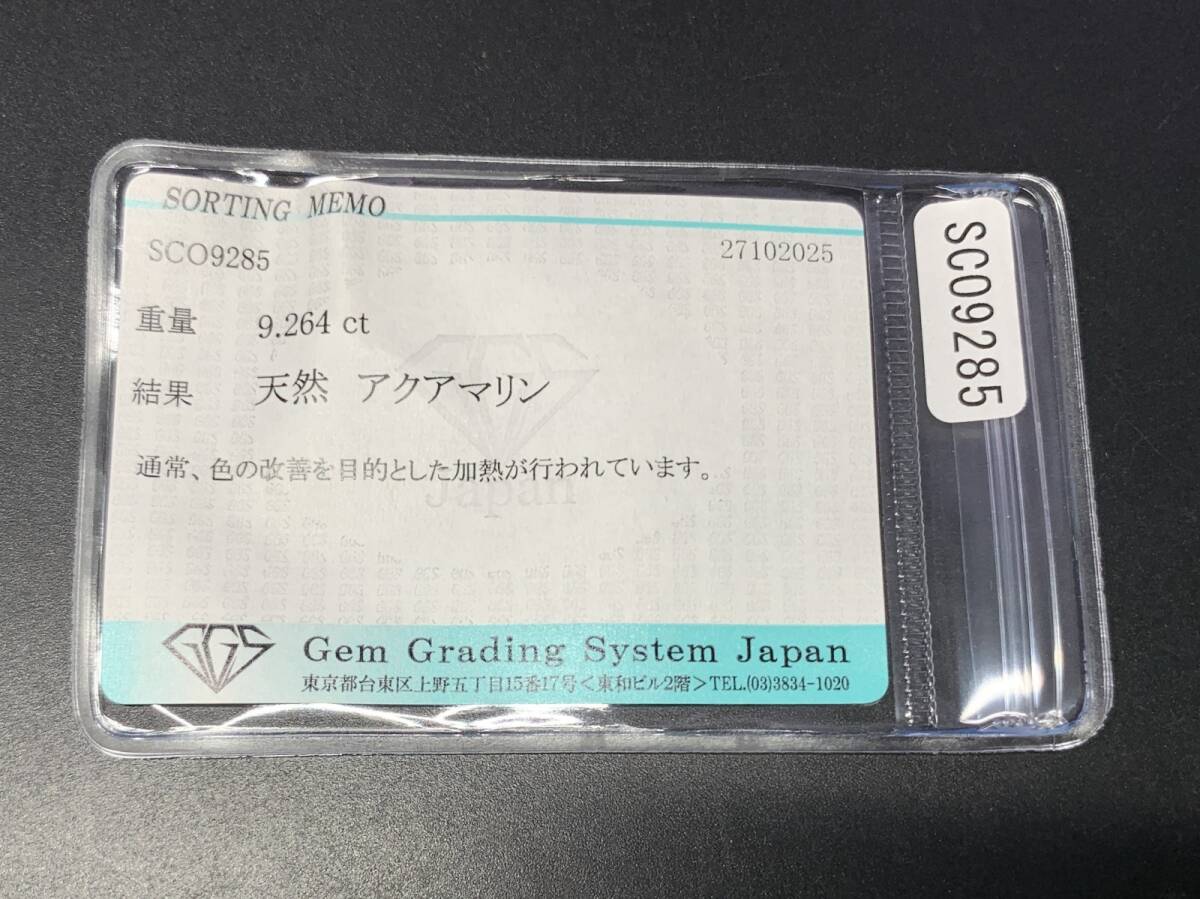 SORTING MEMO
SCO9285 27102025
重量 9.264 ct
結果 天然 アクアマリン
通常、色の改善を目的とした加熱が行われています。
Japan
GGS Gem Grading System Japan
東京都台東区上野五丁目15番17号<東和ビル2階>TEL.(03)3834-1020
SCO9285